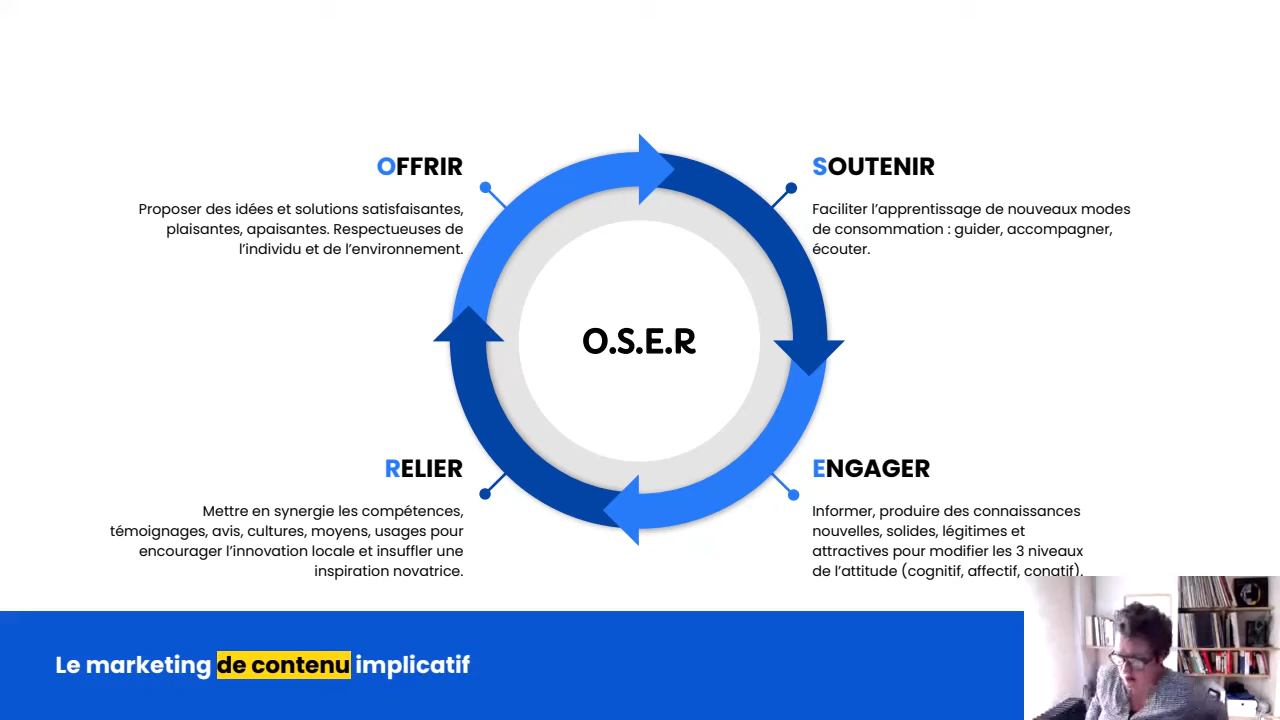 OFFRIR
Proposer des idées et solutions satisfaisantes,
plaisantes, apaisantes. Respectueuses de
l’individu et de l’environnement.
SOUTENIR
Faciliter l’apprentissage de nouveaux modes
de consommation : guider, accompagner,
écouter.
O.S.E.R
RELIER
Mettre en synergie les compétences,
témoignages, avis, cultures, moyens, usages pour
encourager l’innovation locale et insuffler une
inspiration novatrice.
ENGAGER
Informer, produire des connaissances
nouvelles, solides, légitimes et
attractives pour modifier les 3 niveaux
de l’attitude (cognitif, affectif, conatif).
Le marketing de contenu implicatif